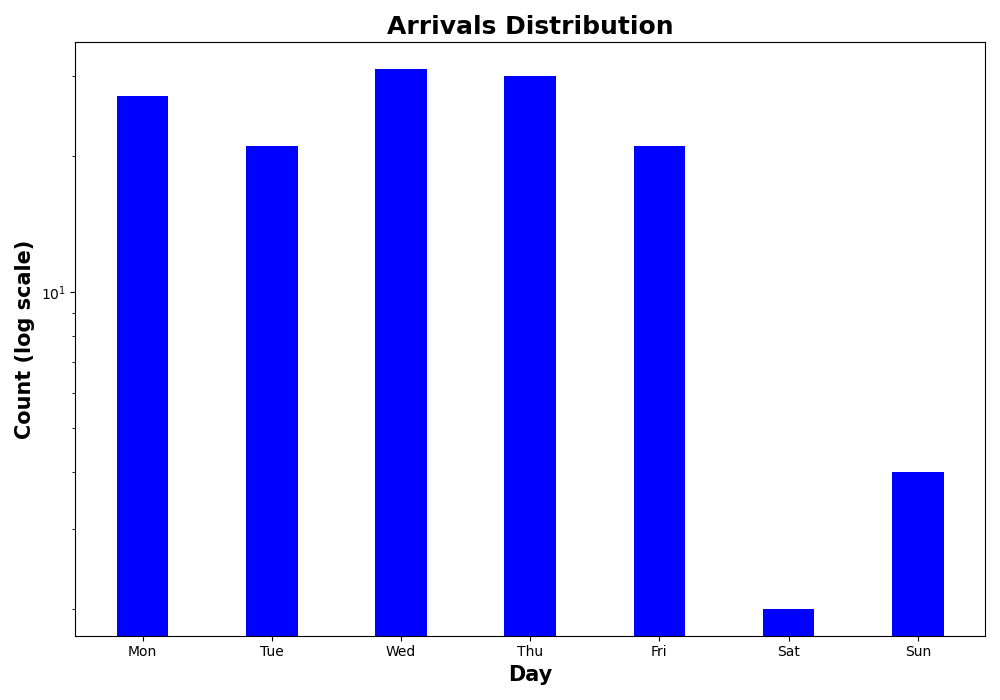 Arrivals Distribution
Count (log scale)
10¹
Mon Tue Wed Thu Fri Sat Sun
Day